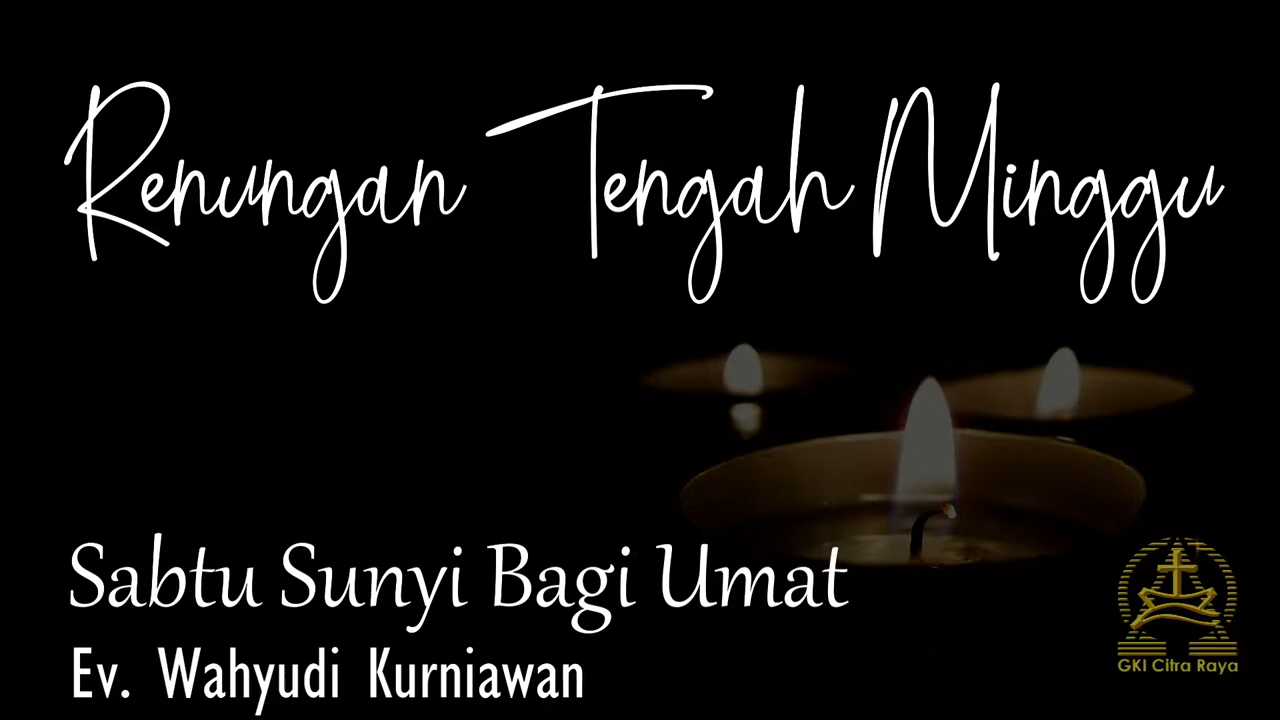 Renungan Tengah Minggu
Sabtu Sunyi Bagi Umat
Ev. Wahyudi Kurniawan
GKI Citra Raya